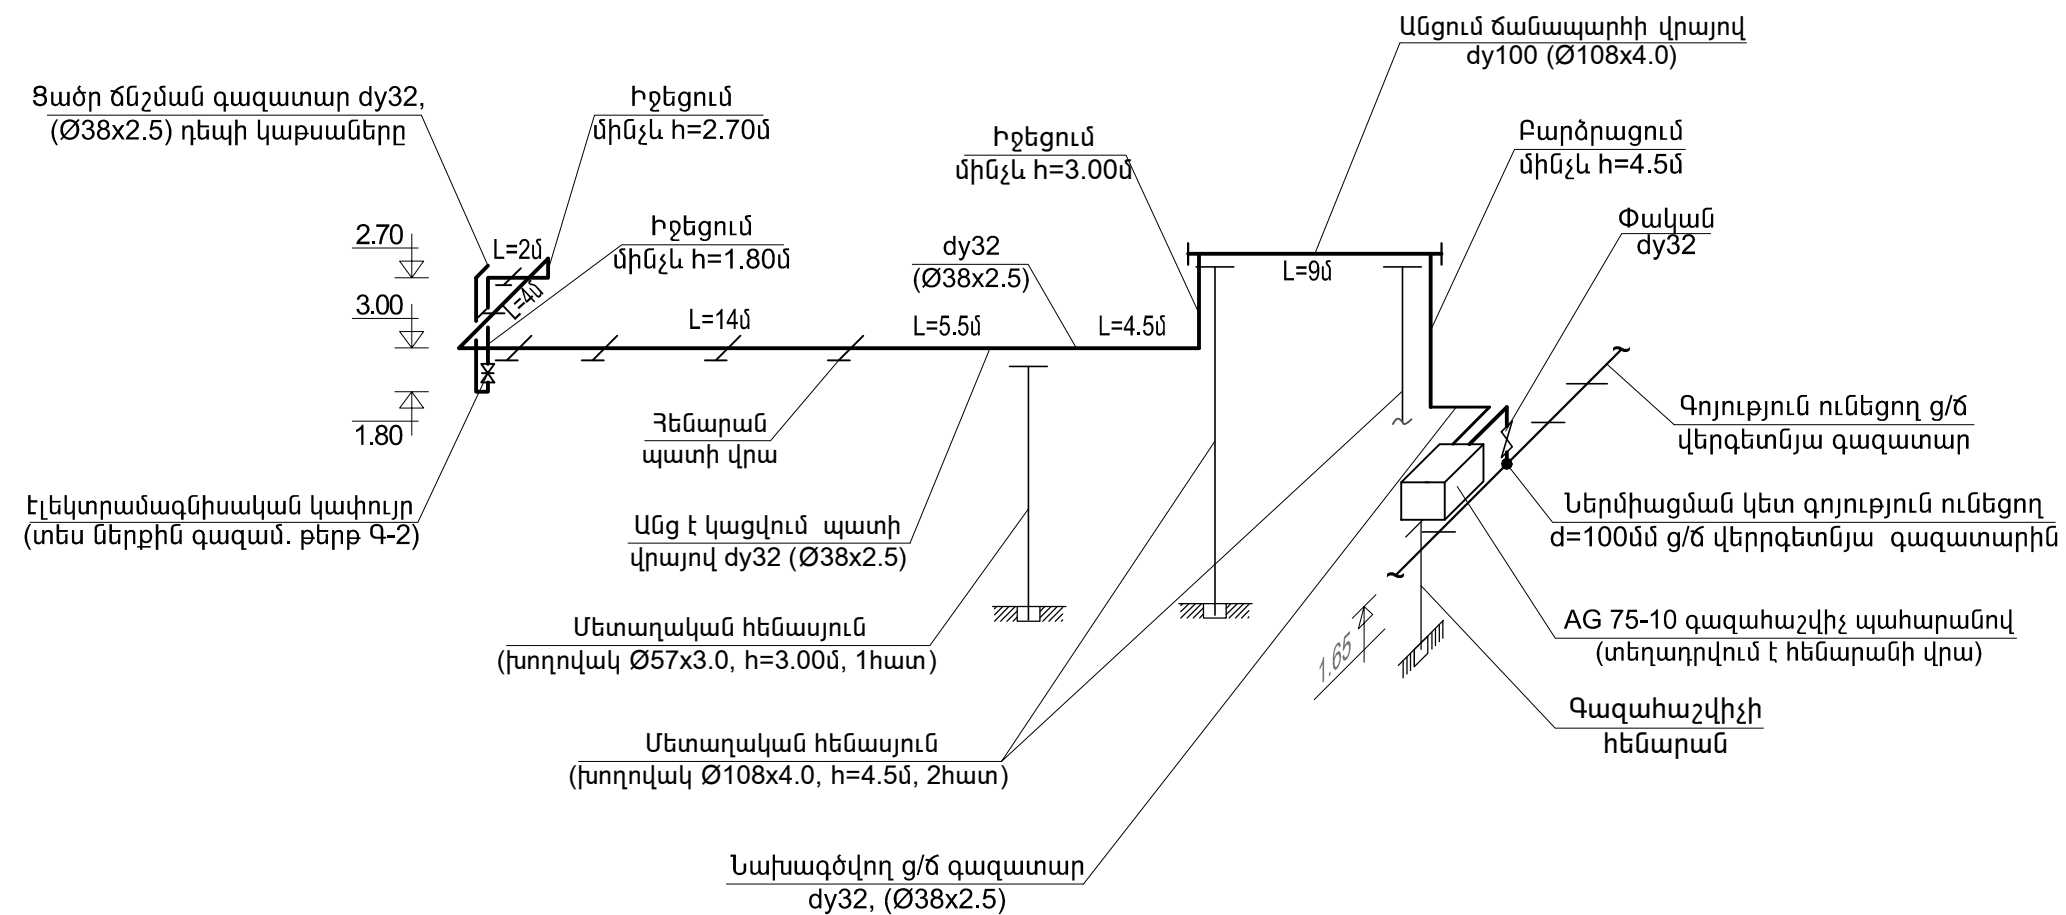 Անցում ճանապարհի վրայով
dy100 (Ø108x4.0)
Ցածր ճնշման գազատար dy32,
(Ø38x2.5) դեպի կաթսաները
Իջեցում
մինչև h=2.70մ
Իջեցում
մինչև h=3.00մ
Բարձրացում
մինչև h=4.5մ
Փական
dy32
Իջեցում
մինչև h=1.80մ
dy32
(Ø38x2.5)
2.70
3.00
1.80
L=2մ
L=4մ
L=14մ
L=5.5մ
L=4.5մ
L=9մ
Հենարան
պատի վրա
Գոյություն ունեցող գ/ճ
վերգետնյա գազատար
Էլեկտրամագնիսական կափույր
(տես ներքին գազամ. թերթ Գ-2)
Անց է կացվում պատի
վրայով dy32 (Ø38x2.5)
Ներմիացման կետ գոյություն ունեցող
d=100մմ գ/ճ վերրգետնյա գազատարին
Մետաղական հենասյուն
(խողովակ Ø57x3.0, h=3.00մ, 1հատ)
AG 75-10 գազահաշվիչ պահարանով
(տեղադրվում է հենարանի վրա)
1.65
Գազահաշվիչի
հենարան
Մետաղական հենասյուն
(խողովակ Ø108x4.0, h=4.5մ, 2հատ)
Նախագծվող գ/ճ գազատար
dy32, (Ø38x2.5)